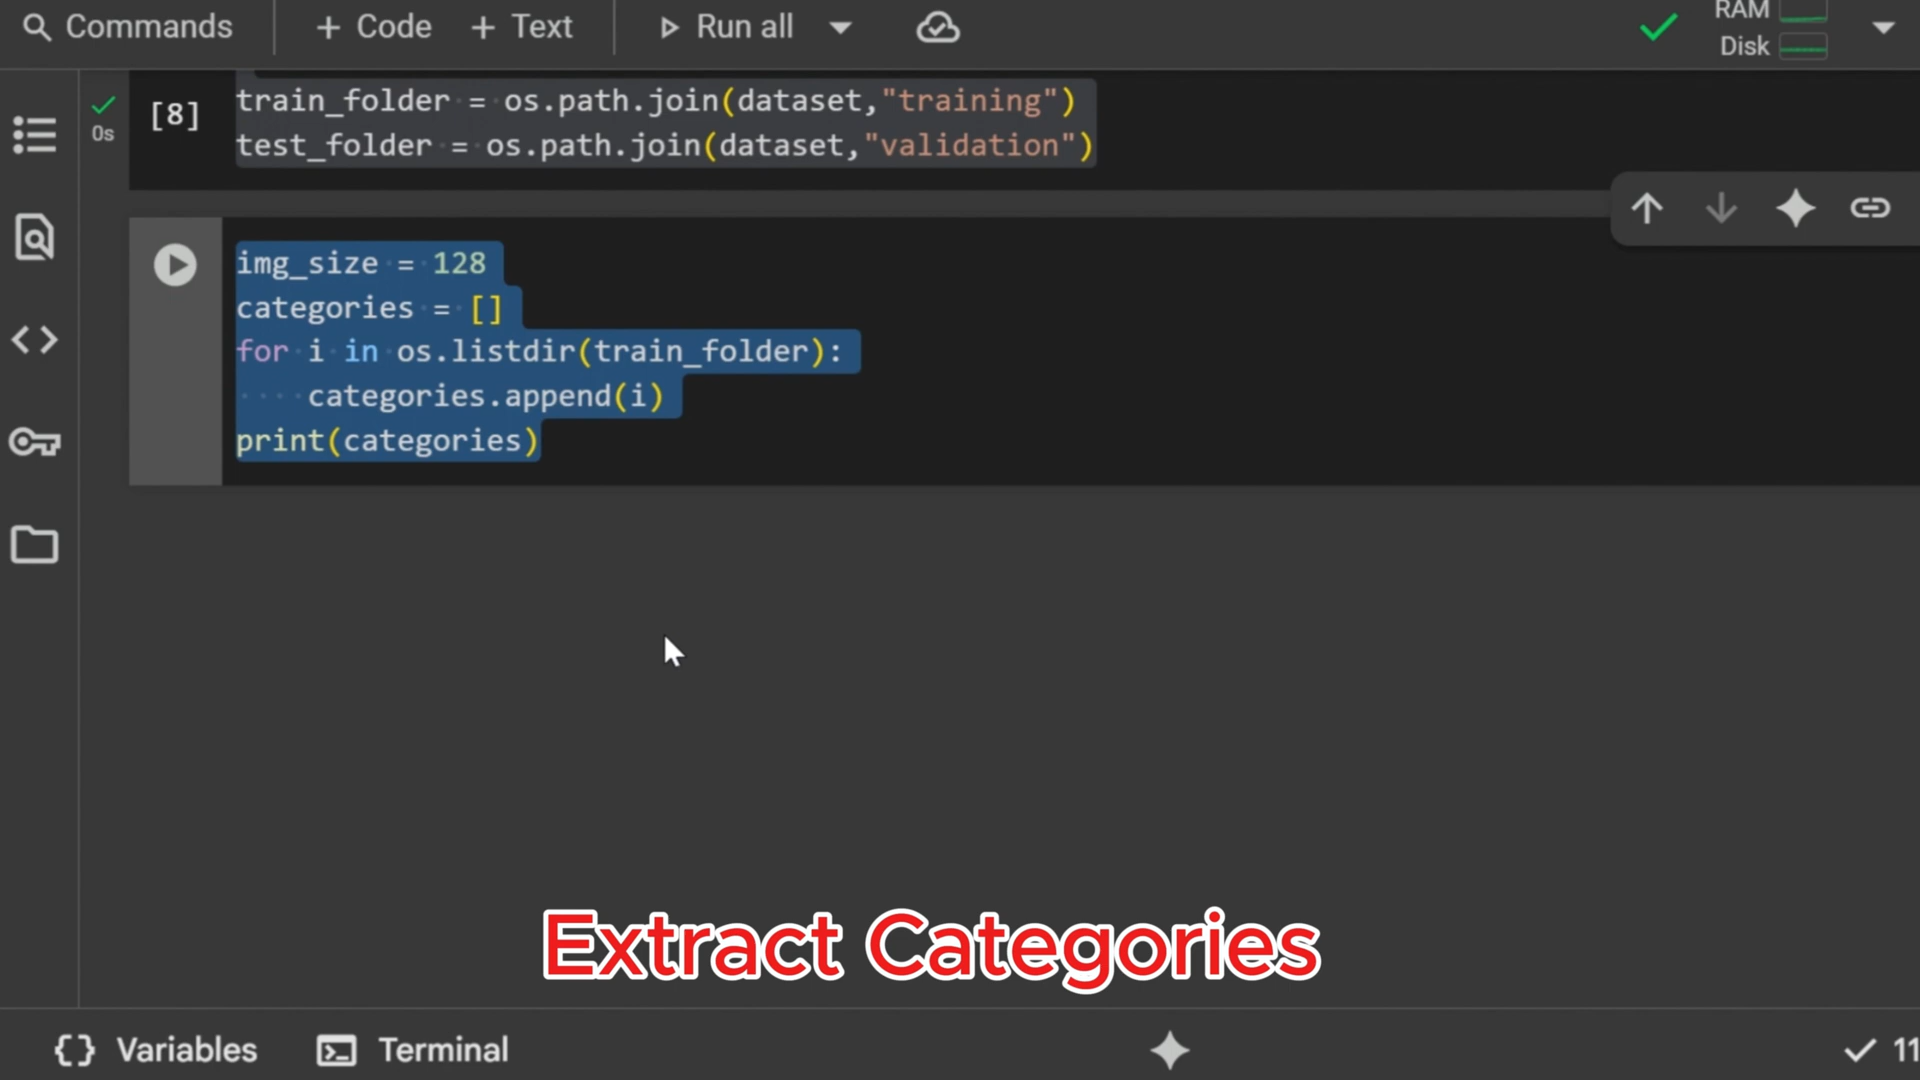 Commands
+ Code
+ Text
Run all
RAM
Disk
0s
[8]
train_folder = os.path.join(dataset,"training")
test_folder = os.path.join(dataset,"validation")
img_size = 128
categories = []
for i in os.listdir(train_folder):
    categories.append(i)
print(categories)
Extract Categories
{} Variables
Terminal
11